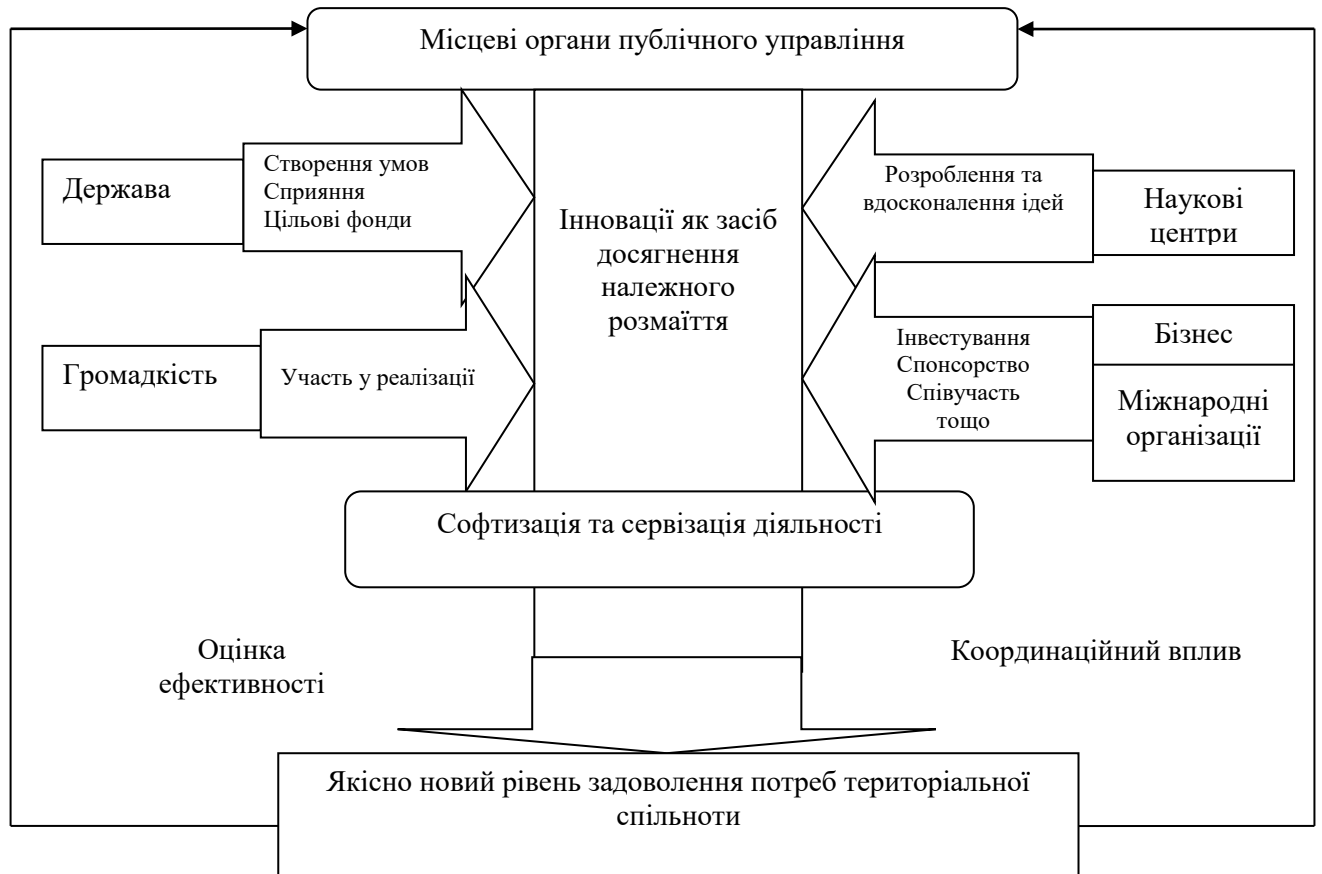 Місцеві органи публічного управління
Держава
Створення умов
Сприяння
Цільові фонди
Інновації як засіб
досягнення
належного
розмаїття
Розроблення та
вдосконалення ідей
Наукові
центри
Громадкість
Участь у реалізації
Інвестування
Спонсорство
Співучасть
тощо
Бізнес
Міжнародні
організації
Софтизація та сервізація діяльності
Оцінка
ефективності
Координаційний вплив
Якісно новий рівень задоволення потреб територіальної
спільноти